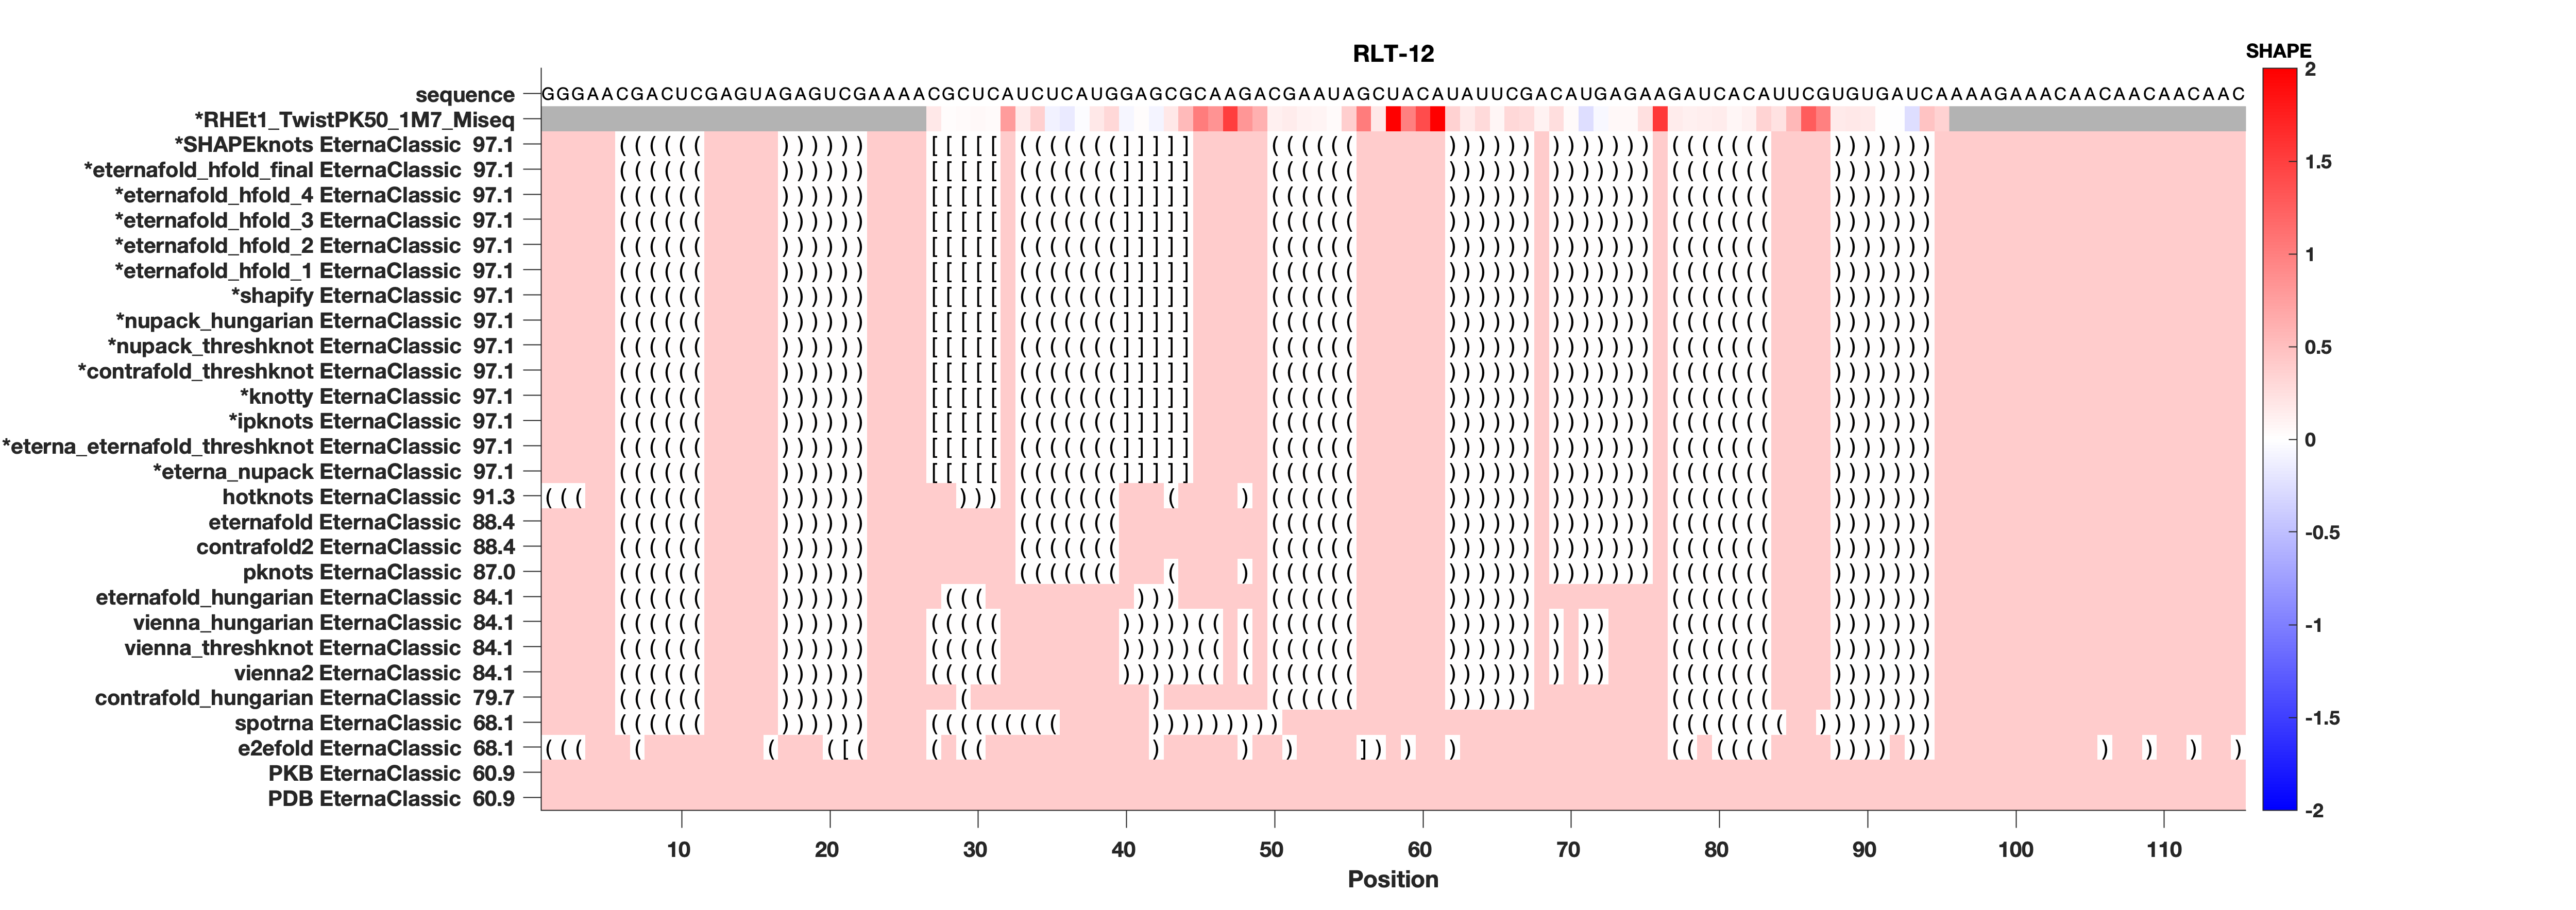 RLT-12
SHAPE
sequence GGGAACGACUCGAGUAGAGUCGAAAACGCUCAUCUCAUGGAGCGCAAGACGAAUAGCUACAUAUUCGACAUGAGAAGAUCACAUUCGUGUGAUCAAAAGAAACAACAACAACAAC
*RHEt1_TwistPK50_1M7_Miseq
*SHAPEknots EternaClassic 97.1 (((((( )))))) [[[[[ (((((((]]]]] (((((( )))))) ))))))) ((((((( )))))))
*eternafold_hfold_final EternaClassic 97.1 (((((( )))))) [[[[[ (((((((]]]]] (((((( )))))) ))))))) ((((((( )))))))
*eternafold_hfold_4 EternaClassic 97.1 (((((( )))))) [[[[[ (((((((]]]]] (((((( )))))) ))))))) ((((((( )))))))
*eternafold_hfold_3 EternaClassic 97.1 (((((( )))))) [[[[[ (((((((]]]]] (((((( )))))) ))))))) ((((((( )))))))
*eternafold_hfold_2 EternaClassic 97.1 (((((( )))))) [[[[[ (((((((]]]]] (((((( )))))) ))))))) ((((((( )))))))
*eternafold_hfold_1 EternaClassic 97.1 (((((( )))))) [[[[[ (((((((]]]]] (((((( )))))) ))))))) ((((((( )))))))
*shapify EternaClassic 97.1 (((((( )))))) [[[[[ (((((((]]]]] (((((( )))))) ))))))) ((((((( )))))))
*nupack_hungarian EternaClassic 97.1 (((((( )))))) [[[[[ (((((((]]]]] (((((( )))))) ))))))) ((((((( )))))))
*nupack_threshknot EternaClassic 97.1 (((((( )))))) [[[[[ (((((((]]]]] (((((( )))))) ))))))) ((((((( )))))))
*contrafold_threshknot EternaClassic 97.1 (((((( )))))) [[[[[ (((((((]]]]] (((((( )))))) ))))))) ((((((( )))))))
*knotty EternaClassic 97.1 (((((( )))))) [[[[[ (((((((]]]]] (((((( )))))) ))))))) ((((((( )))))))
*ipknots EternaClassic 97.1 (((((( )))))) [[[[[ (((((((]]]]] (((((( )))))) ))))))) ((((((( )))))))
*eterna_eternafold_threshknot EternaClassic 97.1 (((((( )))))) [[[[[ (((((((]]]]] (((((( )))))) ))))))) ((((((( )))))))
*eterna_nupack EternaClassic 97.1 (((((( )))))) [[[[[ (((((((]]]]] (((((( )))))) ))))))) ((((((( )))))))
hotknots EternaClassic 91.3 ((( (((((( )))))) ))) ((((((( ( ) (((((( )))))) ))))))) ((((((( )))))))
eternafold EternaClassic 88.4 (((((( )))))) ((((((( (((((( )))))) ))))))) ((((((( )))))))
contrafold2 EternaClassic 88.4 (((((( )))))) ((((((( (((((( )))))) ))))))) ((((((( )))))))
pknots EternaClassic 87.0 (((((( )))))) ((((((( ( ) (((((( )))))) ))))))) ((((((( )))))))
eternafold_hungarian EternaClassic 84.1 (((((( )))))) ((( ))) (((((( )))))) ((((((( )))))))
vienna_hungarian EternaClassic 84.1 (((((( )))))) ((((( )))))(( ( (((((( )))))) ) )) ((((((( )))))))
vienna_threshknot EternaClassic 84.1 (((((( )))))) ((((( )))))(( ( (((((( )))))) ) )) ((((((( )))))))
vienna2 EternaClassic 84.1 (((((( )))))) ((((( )))))(( ( (((((( )))))) ) )) ((((((( )))))))
contrafold_hungarian EternaClassic 79.7 (((((( )))))) ( ) (((((( )))))) ((((((( )))))))
spotrna EternaClassic 68.1 (((((( )))))) ((((((((( ))))))))) (((((((( ))))))))
e2efold EternaClassic 68.1 ((( ( ( ([( ( (( ) ) ) ]) ) ) (( (((( )))) )) ) ) ) )
PKB EternaClassic 60.9
PDB EternaClassic 60.9
10 20 30 40 50 60 70 80 90 100 110
Position
2
1.5
1
0.5
0
-0.5
-1
-1.5
-2